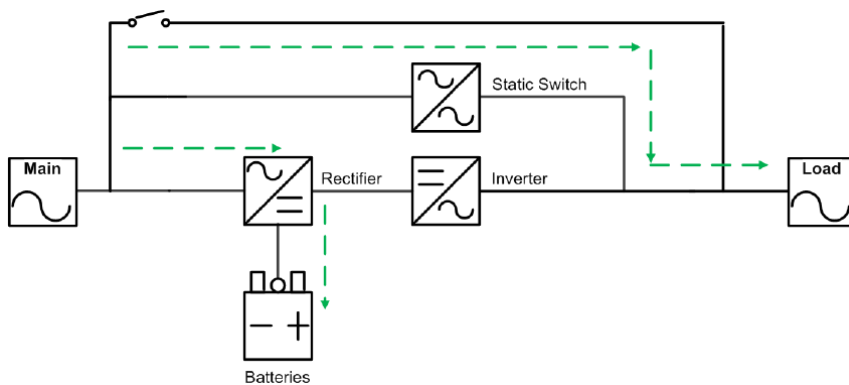 Static Switch
Main
Rectifier
Inverter
Load
Batteries